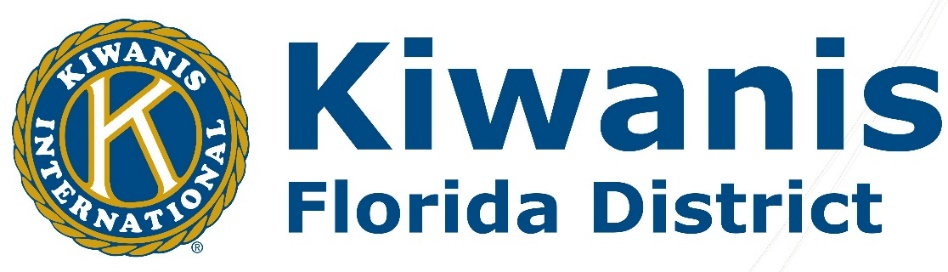 KIWANIS
K
INTERNATIONAL
®
Kiwanis
Florida District